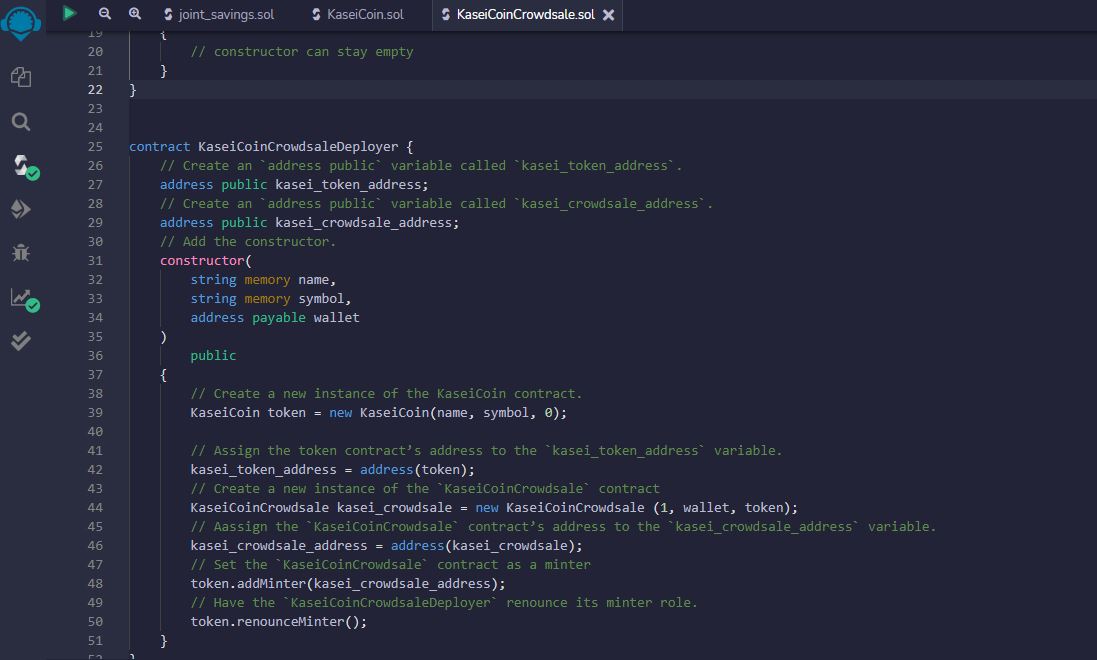 joint_savings.sol
KaseiCoin.sol
KaseiCoinCrowdsale.sol
19 {
20 // constructor can stay empty
21 }
22 }
23
24
25 contract KaseiCoinCrowdsaleDeployer {
26 // Create an `address public` variable called `kasei_token_address`.
27 address public kasei_token_address;
28 // Create an `address public` variable called `kasei_crowdsale_address`.
29 address public kasei_crowdsale_address;
30 // Add the constructor.
31 constructor(
32 string memory name,
33 string memory symbol,
34 address payable wallet
35 )
36 public
37 {
38 // Create a new instance of the KaseiCoin contract.
39 KaseiCoin token = new KaseiCoin(name, symbol, 0);
40
41 // Assign the token contract’s address to the `kasei_token_address` variable.
42 kasei_token_address = address(token);
43 // Create a new instance of the `KaseiCoinCrowdsale` contract
44 KaseiCoinCrowdsale kasei_crowdsale = new KaseiCoinCrowdsale (1, wallet, token);
45 // Aassign the `KaseiCoinCrowdsale` contract’s address to the `kasei_crowdsale_address` variable.
46 kasei_crowdsale_address = address(kasei_crowdsale);
47 // Set the `KaseiCoinCrowdsale` contract as a minter
48 token.addMinter(kasei_crowdsale_address);
49 // Have the `KaseiCoinCrowdsaleDeployer` renounce its minter role.
50 token.renounceMinter();
51 }
52 }